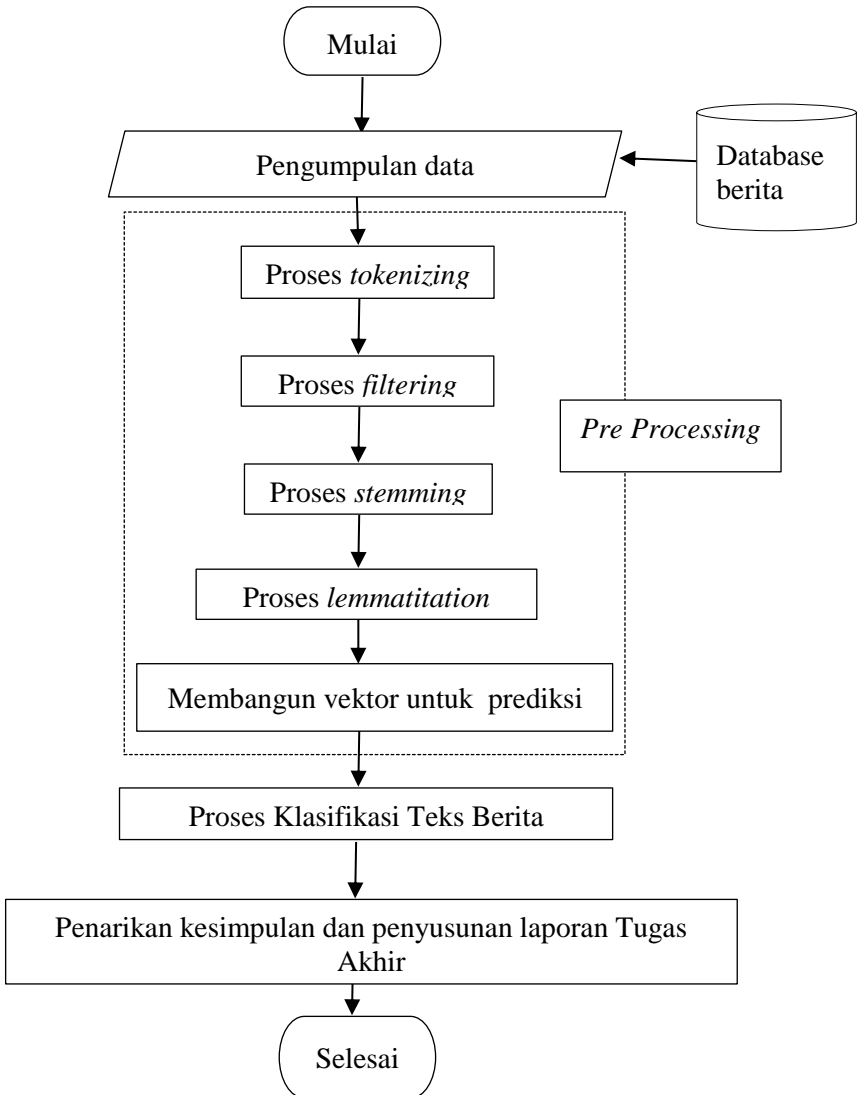 Mulai
Pengumpulan data
Database
berita
Proses tokenizing
Proses filtering
Pre Processing
Proses stemming
Proses lemmatitation
Membangun vektor untuk prediksi
Proses Klasifikasi Teks Berita
Penarikan kesimpulan dan penyusunan laporan Tugas
Akhir
Selesai